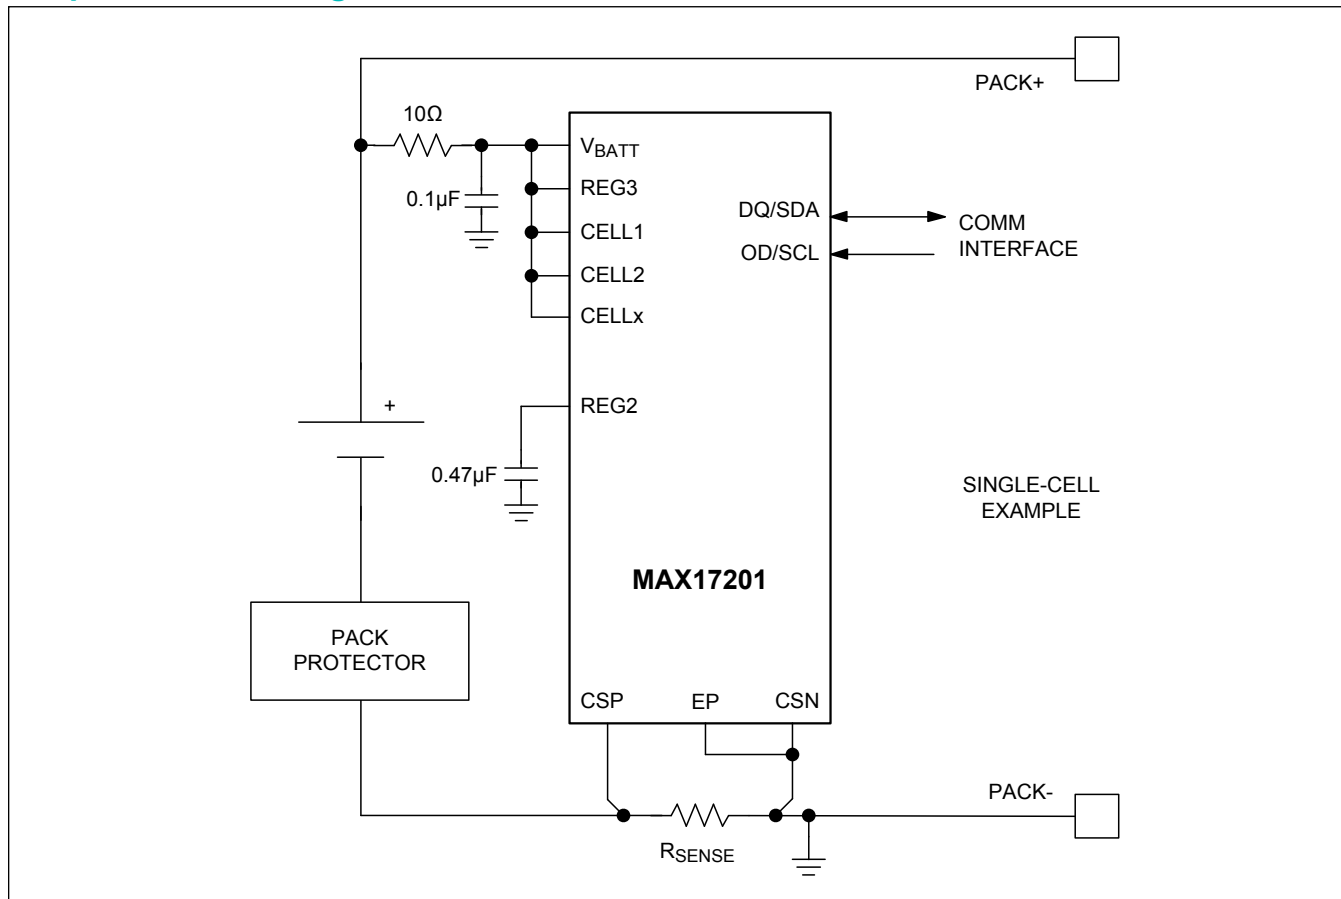 PACK+
10Ω
VBATT
0.1µF
REG3
CELL1
CELL2
CELLx
DQ/SDA
OD/SCL
COMM
INTERFACE
+
REG2
0.47µF
SINGLE-CELL
EXAMPLE
MAX17201
PACK
PROTECTOR
CSP
EP
CSN
PACK-
RSENSE